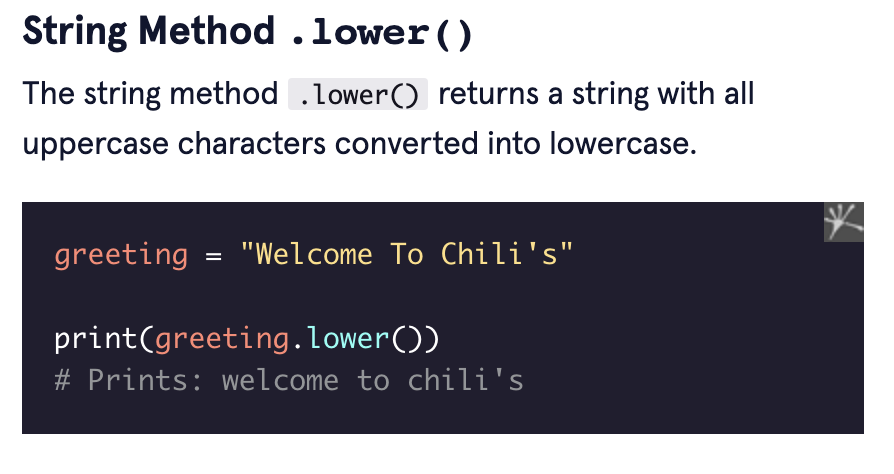 String Method .lower()
The string method .lower() returns a string with all
uppercase characters converted into lowercase.
greeting = "Welcome To Chili's"
print(greeting.lower())
# Prints: welcome to chili's